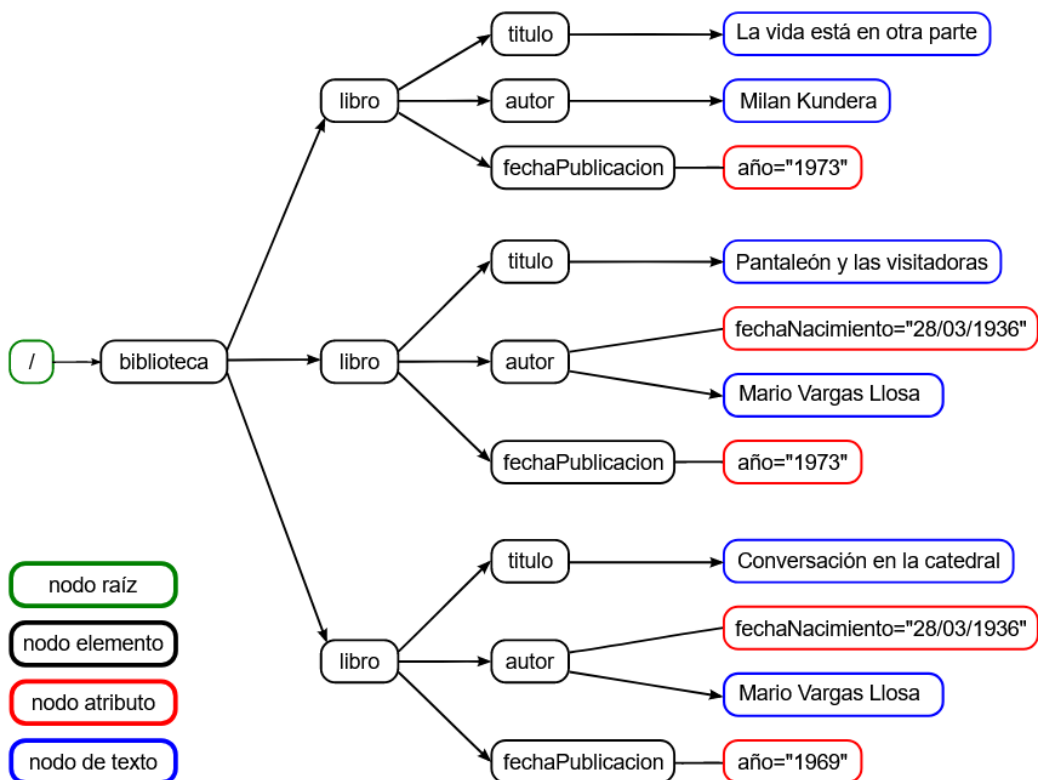 titulo
La vida está en otra parte
libro
autor
Milan Kundera
fechaPublicacion
año="1973"
titulo
Pantaleón y las visitadoras
fechaNacimiento="28/03/1936"
/
biblioteca
libro
autor
Mario Vargas Llosa
fechaPublicacion
año="1973"
titulo
Conversación en la catedral
fechaNacimiento="28/03/1936"
libro
autor
Mario Vargas Llosa
fechaPublicacion
año="1969"
nodo raíz
nodo elemento
nodo atributo
nodo de texto